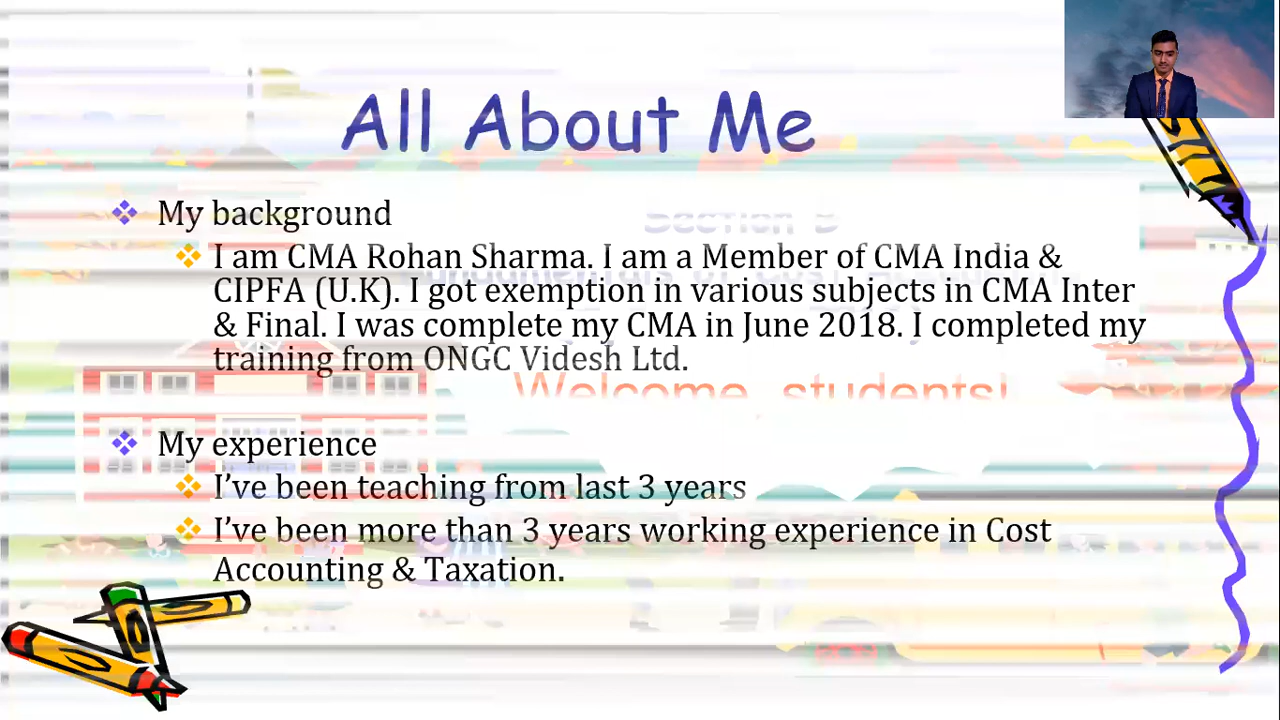 All About Me
My background
I am CMA Rohan Sharma. I am a Member of CMA India &
CIPFA (U.K). I got exemption in various subjects in CMA Inter
& Final. I was complete my CMA in June 2018. I completed my
training from ONGC Videsh Ltd.
Welcome students!
My experience
I've been teaching from last 3 years
I've been more than 3 years working experience in Cost
Accounting & Taxation.